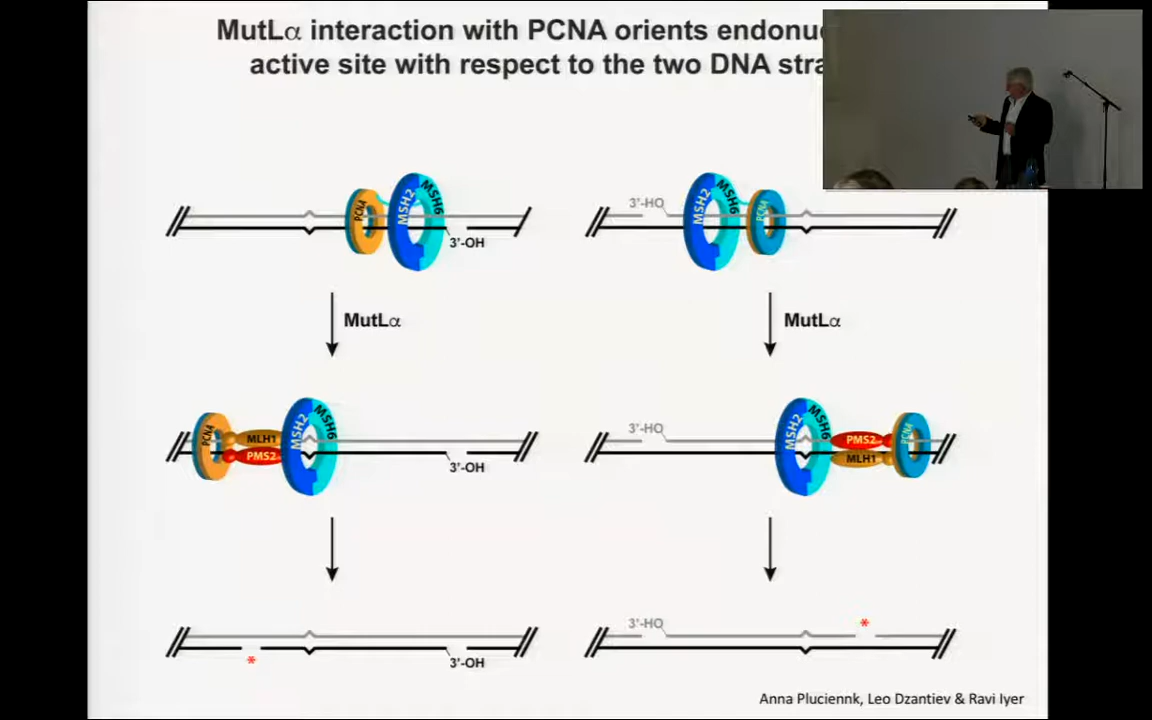 MutLα interaction with PCNA orients endonu
active site with respect to the two DNA stra
PCNA
MSH2
MSH6
3'-OH
3'-HO
MSH2
MSH6
PCNA
MutLα
MutLα
PCNA
MLH1
PMS2
MSH2
MSH6
3'-OH
3'-HO
MSH2
MSH6
PMS2
MLH1
PCNA
*
3'-OH
3'-HO
*
Anna Pluciennk, Leo Dzantiev & Ravi Iyer